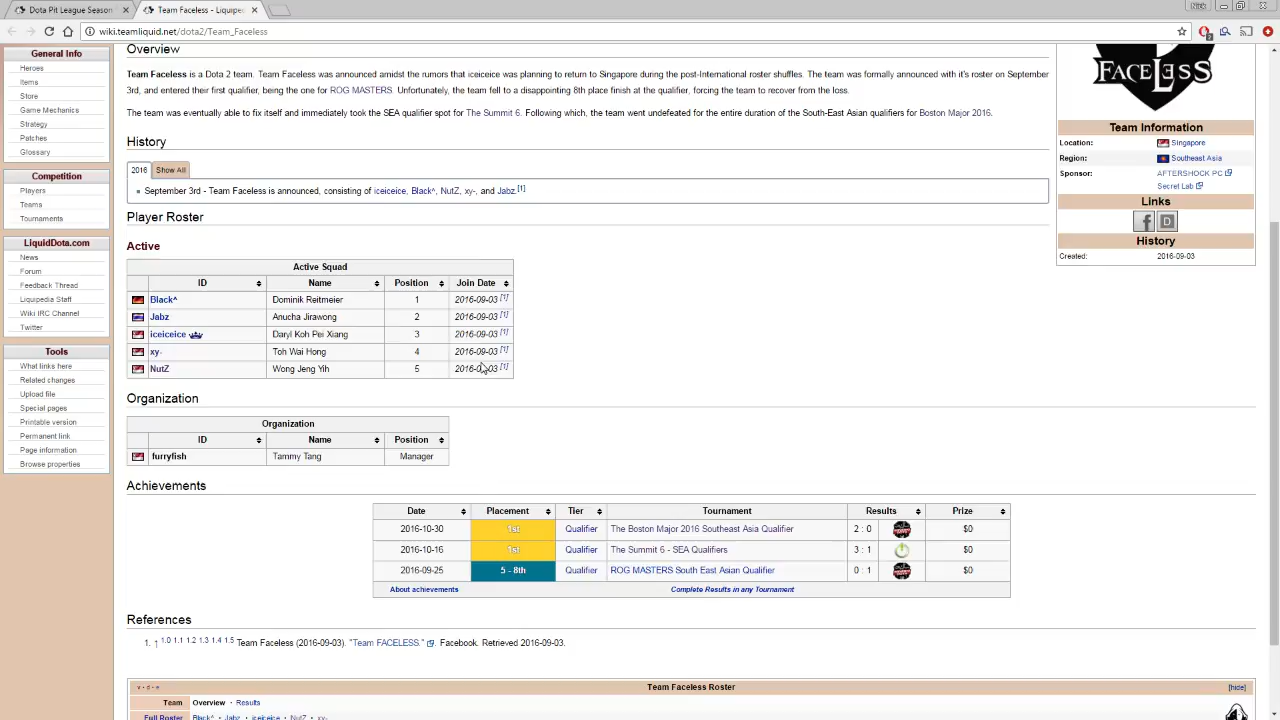 Dota Pit League Season
Team Faceless - Liquiped
wiki.teamliquid.net/dota2/Team_Faceless
General Info
Heroes
Items
Store
Game Mechanics
Strategy
Patches
Glossary
Competition
Players
Teams
Tournaments
LiquidDota.com
News
Forum
Feedback Thread
Liquipedia Staff
Wiki IRC Channel
Twitter
Tools
What links here
Related changes
Upload file
Special pages
Printable version
Permanent link
Page information
Browse properties
Overview
Team Faceless is a Dota 2 team. Team Faceless was announced amidst the rumors that iceiceice was planning to return to Singapore during the post-International roster shuffles. The team was formally announced with it's roster on September
3rd, and entered their first qualifier, being the one for ROG MASTERS. Unfortunately, the team fell to a disappointing 8th place finish at the qualifier, forcing the team to recover from the loss.
The team was eventually able to fix itself and immediately took the SEA qualifier spot for The Summit 6. Following which, the team went undefeated for the entire duration of the South-East Asian qualifiers for Boston Major 2016.
History
2016 Show All
September 3rd - Team Faceless is announced, consisting of iceiceice, Black^, NutZ, xy-, and Jabz.[1]
Player Roster
Active
Active Squad
ID Name Position Join Date
Black^ Dominik Reitmeier 1 2016-09-03 [1]
Jabz Anucha Jirawong 2 2016-09-03 [1]
iceiceice Daryl Koh Pei Xiang 3 2016-09-03 [1]
xy- Toh Wai Hong 4 2016-09-03 [1]
NutZ Wong Jeng Yih 5 2016-09-03 [1]
Organization
Organization
ID Name Position
furryfish Tammy Tang Manager
Achievements
Date Placement Tier Tournament Results Prize
2016-10-30 1st Qualifier The Boston Major 2016 Southeast Asia Qualifier 2 : 0 $0
2016-10-16 1st Qualifier The Summit 6 - SEA Qualifiers 3 : 1 $0
2016-09-25 5 - 8th Qualifier ROG MASTERS South East Asian Qualifier 0 : 1 $0
About achievements Complete Results in any Tournament
References
1. ↑ 1.0 1.1 1.2 1.3 1.4 1.5 Team Faceless (2016-09-03). "Team FACELESS." Facebook. Retrieved 2016-09-03.
v · d · e Team Faceless Roster [hide]
Team Overview · Results
Full Roster Black^ · Jabz · iceiceice · NutZ · xy-
FACELESS
Team Information
Location: Singapore
Region: Southeast Asia
Sponsor: AFTERSHOCK PC
Secret Lab
Links
History
Created: 2016-09-03